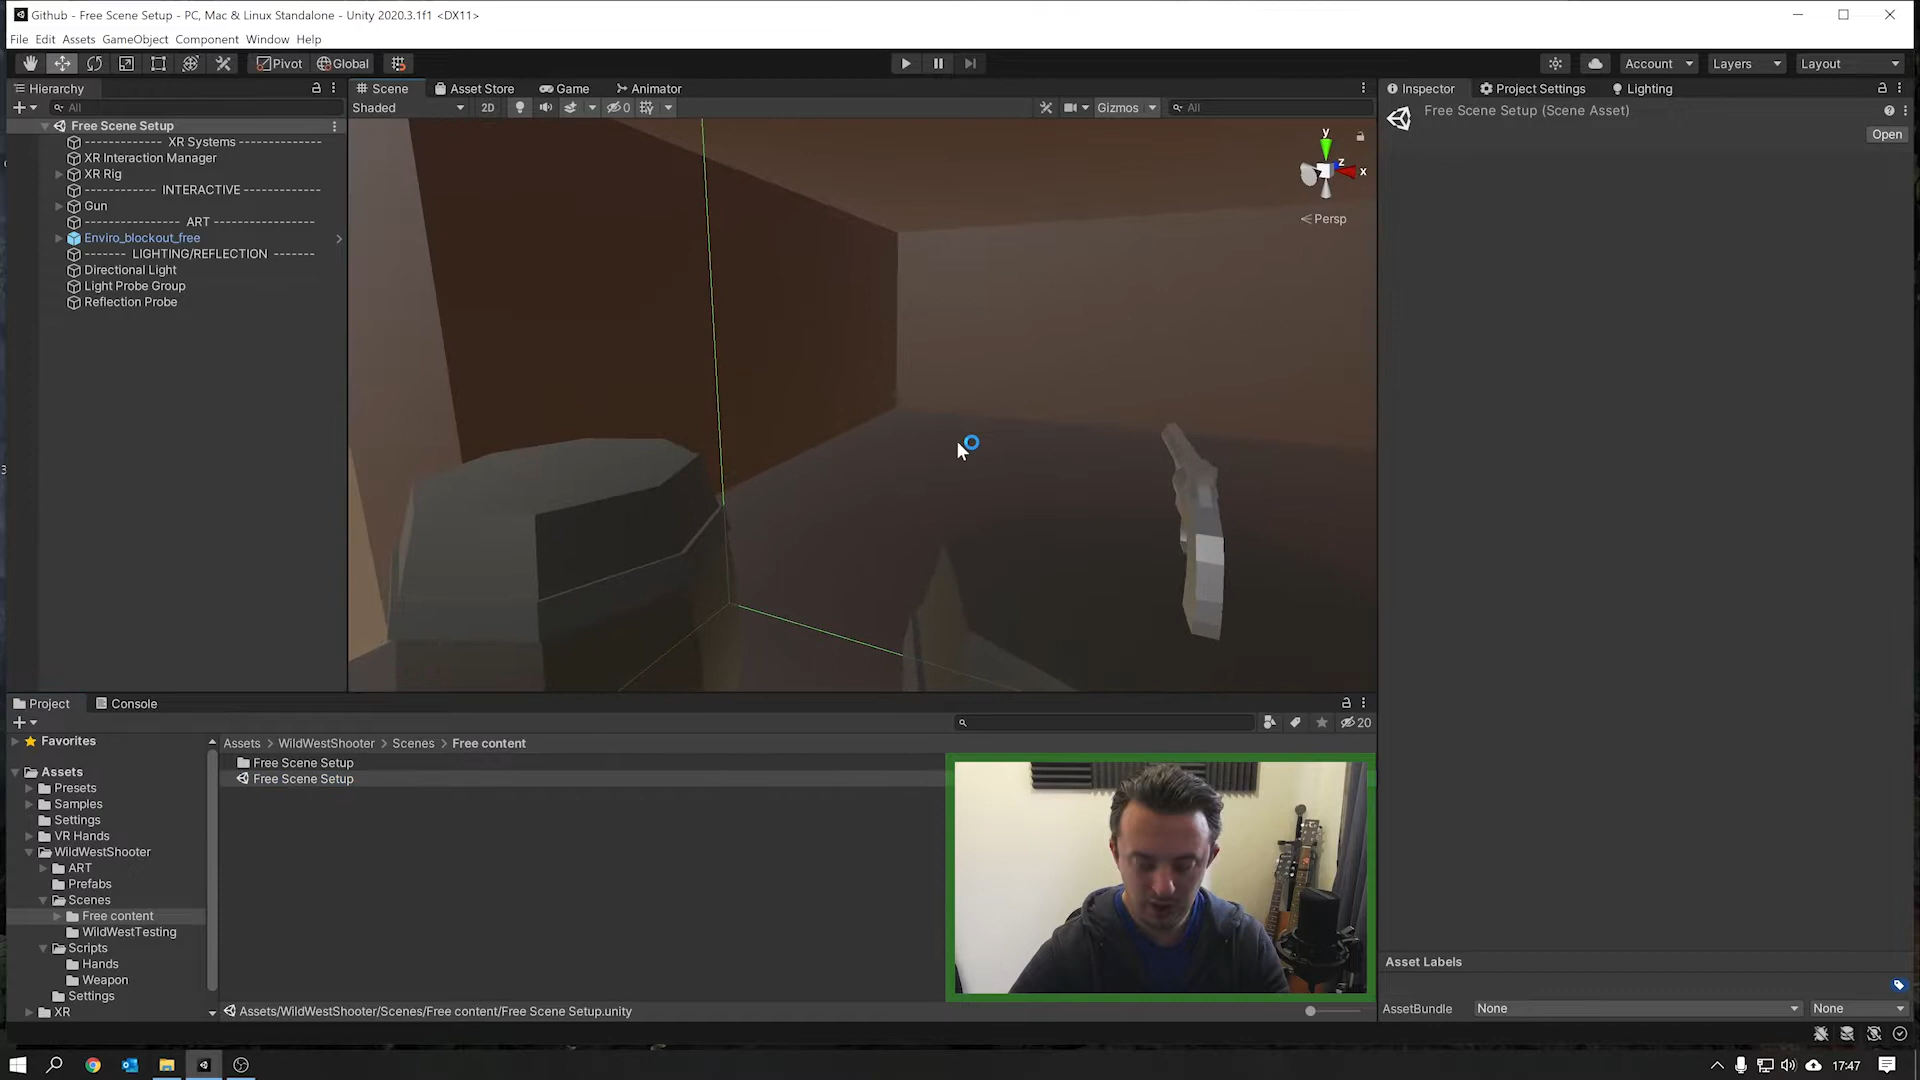 Github - Free Scene Setup - PC, Mac & Linux Standalone - Unity 2020.3.1f1 <DX11>
File Edit Assets GameObject Component Window Help
Pivot Global Account Layers Layout
Hierarchy Scene Asset Store Game Animator Inspector Project Settings Lighting
All Shaded 2D 0 Gizmos All
Free Scene Setup (Scene Asset)
Open
Free Scene Setup
------------ XR Systems -------------
XR Interaction Manager
XR Rig
------------ INTERACTIVE ------------
Gun
---------------- ART -----------------
Enviro_blockout_free
------- LIGHTING/REFLECTION -------
Directional Light
Light Probe Group
Reflection Probe
y
z
x
Persp
Project Console
20
Favorites
Assets
Presets
Samples
Settings
VR Hands
WildWestShooter
ART
Prefabs
Scenes
Free content
WildWestTesting
Scripts
Hands
Weapon
Settings
XR
Assets > WildWestShooter > Scenes > Free content
Free Scene Setup
Free Scene Setup
Assets/WildWestShooter/Scenes/Free content/Free Scene Setup.unity
Asset Labels
AssetBundle None None
17:47